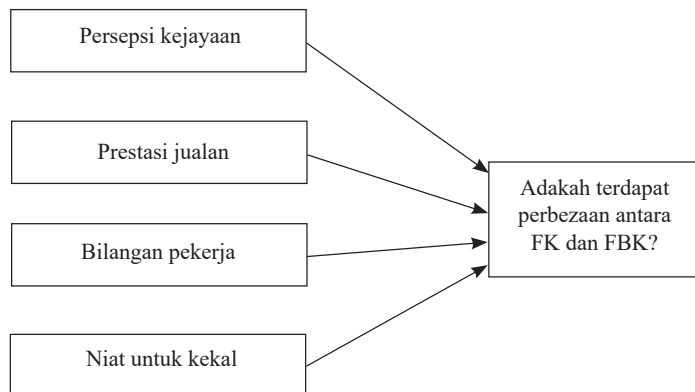 Persepsi kejayaan
Prestasi jualan
Bilangan pekerja
Niat untuk kekal
Adakah terdapat
perbezaan antara
FK dan FBK?